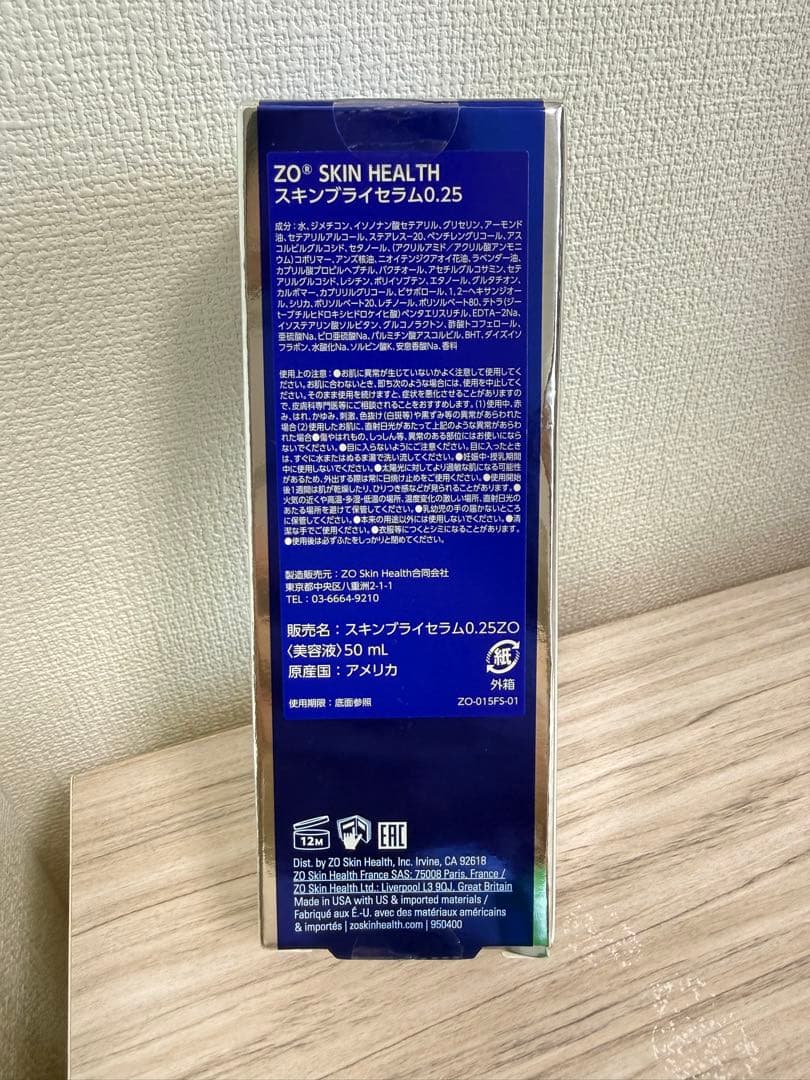 ZO® SKIN HEALTH
スキンブライセラム0.25
成分：水、ジメチコン、イソノナン酸セテアリル、グリセリン、アーモンド
油、セテアリルアルコール、ステアレス-20、ペンチレングリコール、アス
コルビルグルコシド、セタノール、（アクリルアミド/アクリル酸アンモニ
ウム）コポリマー、アンズ核油、ニオイテンジクアオイ花油、ラベンダー油、
カプリル酸プロピルヘプチル、バクチオール、アセチルグルコサミン、セテ
アリルグルコシド、レシチン、ポリイソプテン、エタノール、グルタチオン、
カルボマー、カプリリルグリコール、ビサボロール、1,2-ヘキサンジオー
ル、シリカ、ポリソルベート20、レチノール、ポリソルベート80、テトラ（ジー
t-ブチルヒドロキシヒドロケイヒ酸）ペンタエリスリチル、EDTA-2Na、
イソステアリン酸ソルビタン、グルコノラクトン、酢酸トコフェロール、
亜硫酸Na、ピロ亜硫酸Na、パルミチン酸アスコルビル、BHT、ダイズイソ
フラボン、水酸化Na、ソルビン酸K、安息香酸Na、香料
使用上の注意：●お肌に異常が生じていないかよく注意して使用してく
ださい。お肌に合わないとき、即ち次のような場合には、使用を中止してく
ださい。そのまま使用を続けますと、症状を悪化させることがありますの
で、皮膚科専門医等にご相談されることをおすすめします。（1）使用中、赤
み、はれ、かゆみ、刺激、色抜け（白斑等）や黒ずみ等の異常があらわれた
場合（2）使用したお肌に、直射日光があたって上記のような異常があらわ
れた場合●傷やはれもの、しっしん等、異常のある部位にはお使いになら
ないでください。●目に入らないようにご注意ください。目に入ったとき
は、すぐに水またはぬるま湯で洗い流してください。●妊娠中・授乳期間
中に使用しないでください。●太陽光に対してより過敏な肌になる可能性
があるため、外出する際は常に日焼け止めをご使用ください。●使用開始
後1週間は肌が乾燥したり、ひりつき感などが見られることがあります。●
火気の近くや高温・多湿・低温の場所、温度変化の激しい場所、直射日光の
あたる場所を避けて保管してください。●乳幼児の手の届かないところ
に保管してください。●本来の用途以外には使用しないでください。●清
潔な手でご使用ください。●衣服等につくとシミになることがあります。
●使用後は必ずふたをしっかりと閉めてください。
製造販売元：ZO Skin Health合同会社
東京都中央区八重洲2-1-1
TEL：03-6664-9210
販売名：スキンブライセラム0.25ZO
〈美容液〉50 mL
原産国：アメリカ
紙
外箱
使用期限：底面参照
ZO-015FS-01
12M
EAC
Dist. by ZO Skin Health, Inc. Irvine, CA 92618
ZO Skin Health France SAS: 75008 Paris, France /
ZO Skin Health Ltd.: Liverpool L3 9QJ, Great Britain
Made in USA with US & imported materials /
Fabriqué aux É.-U. avec des matériaux américains
& importés | zoskinhealth.com | 950400